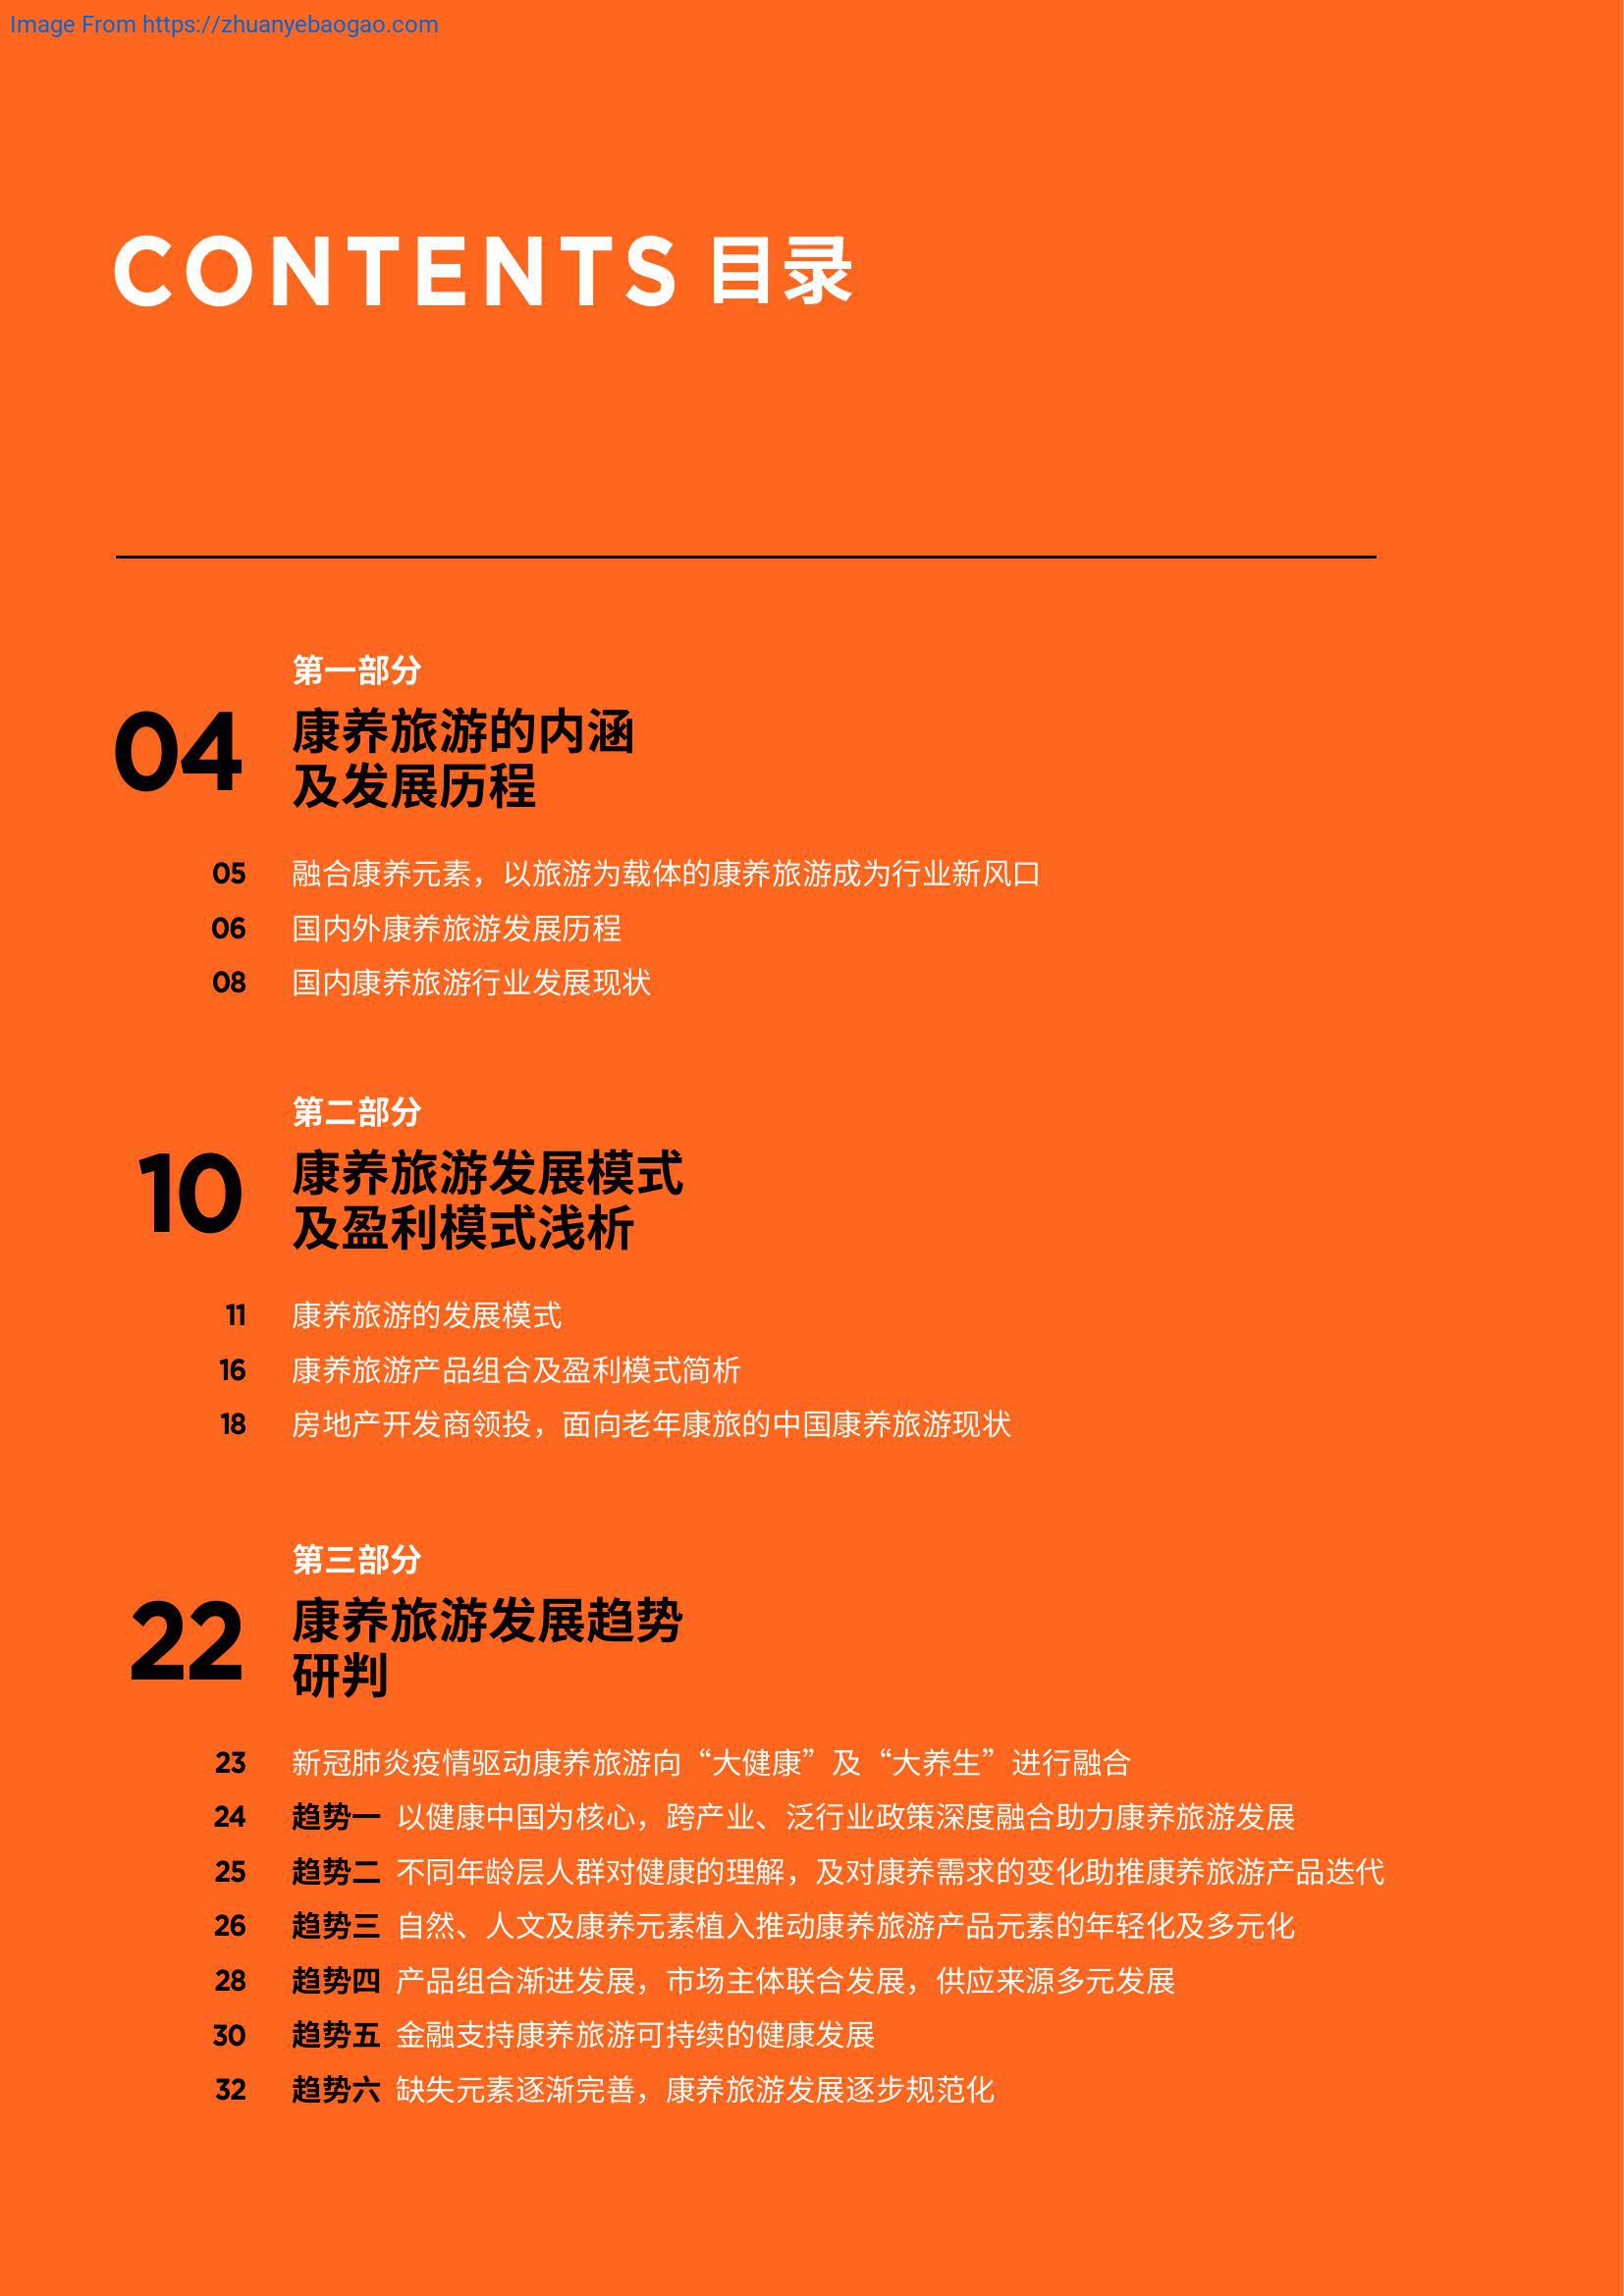 Image From https://zhuanyebaogao.com
CONTENTS 目录
第一部分
04 康养旅游的内涵
及发展历程
05 融合康养元素，以旅游为载体的康养旅游成为行业新风口
06 国内外康养旅游发展历程
08 国内康养旅游行业发展现状
第二部分
10 康养旅游发展模式
及盈利模式浅析
11 康养旅游的发展模式
16 康养旅游产品组合及盈利模式简析
18 房地产开发商领投，面向老年康旅的中国康养旅游现状
第三部分
22 康养旅游发展趋势
研判
23 新冠肺炎疫情驱动康养旅游向“大健康”及“大养生”进行融合
24 趋势一 以健康中国为核心，跨产业、泛行业政策深度融合助力康养旅游发展
25 趋势二 不同年龄层人群对健康的理解，及对康养需求的变化助推康养旅游产品迭代
26 趋势三 自然、人文及康养元素植入推动康养旅游产品元素的年轻化及多元化
28 趋势四 产品组合渐进发展，市场主体联合发展，供应来源多元发展
30 趋势五 金融支持康养旅游可持续的健康发展
32 趋势六 缺失元素逐渐完善，康养旅游发展逐步规范化